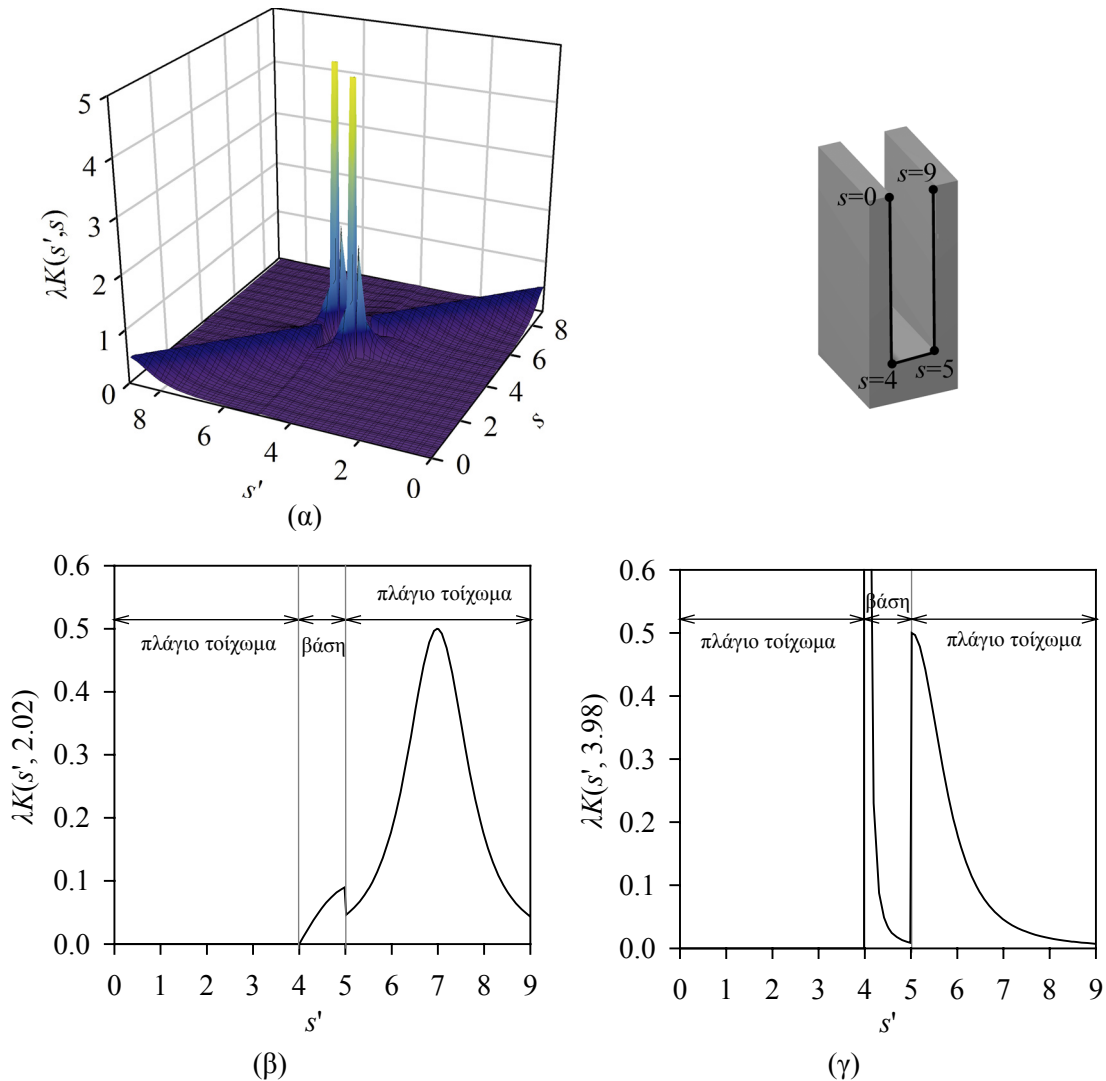 5
4
3
2
1
0
λK(s',s)
8
6
4
2
0
s'
0
2
4
6
8
s
(α)
s=0
s=9
s=4
s=5
0.6
0.5
0.4
0.3
0.2
0.1
0.0
λK(s', 2.02)
πλάγιο τοίχωμα
βάση
πλάγιο τοίχωμα
0 1 2 3 4 5 6 7 8 9
s'
(β)
0.6
0.5
0.4
0.3
0.2
0.1
0.0
λK(s', 3.98)
βάση
πλάγιο τοίχωμα
πλάγιο τοίχωμα
0 1 2 3 4 5 6 7 8 9
s'
(γ)